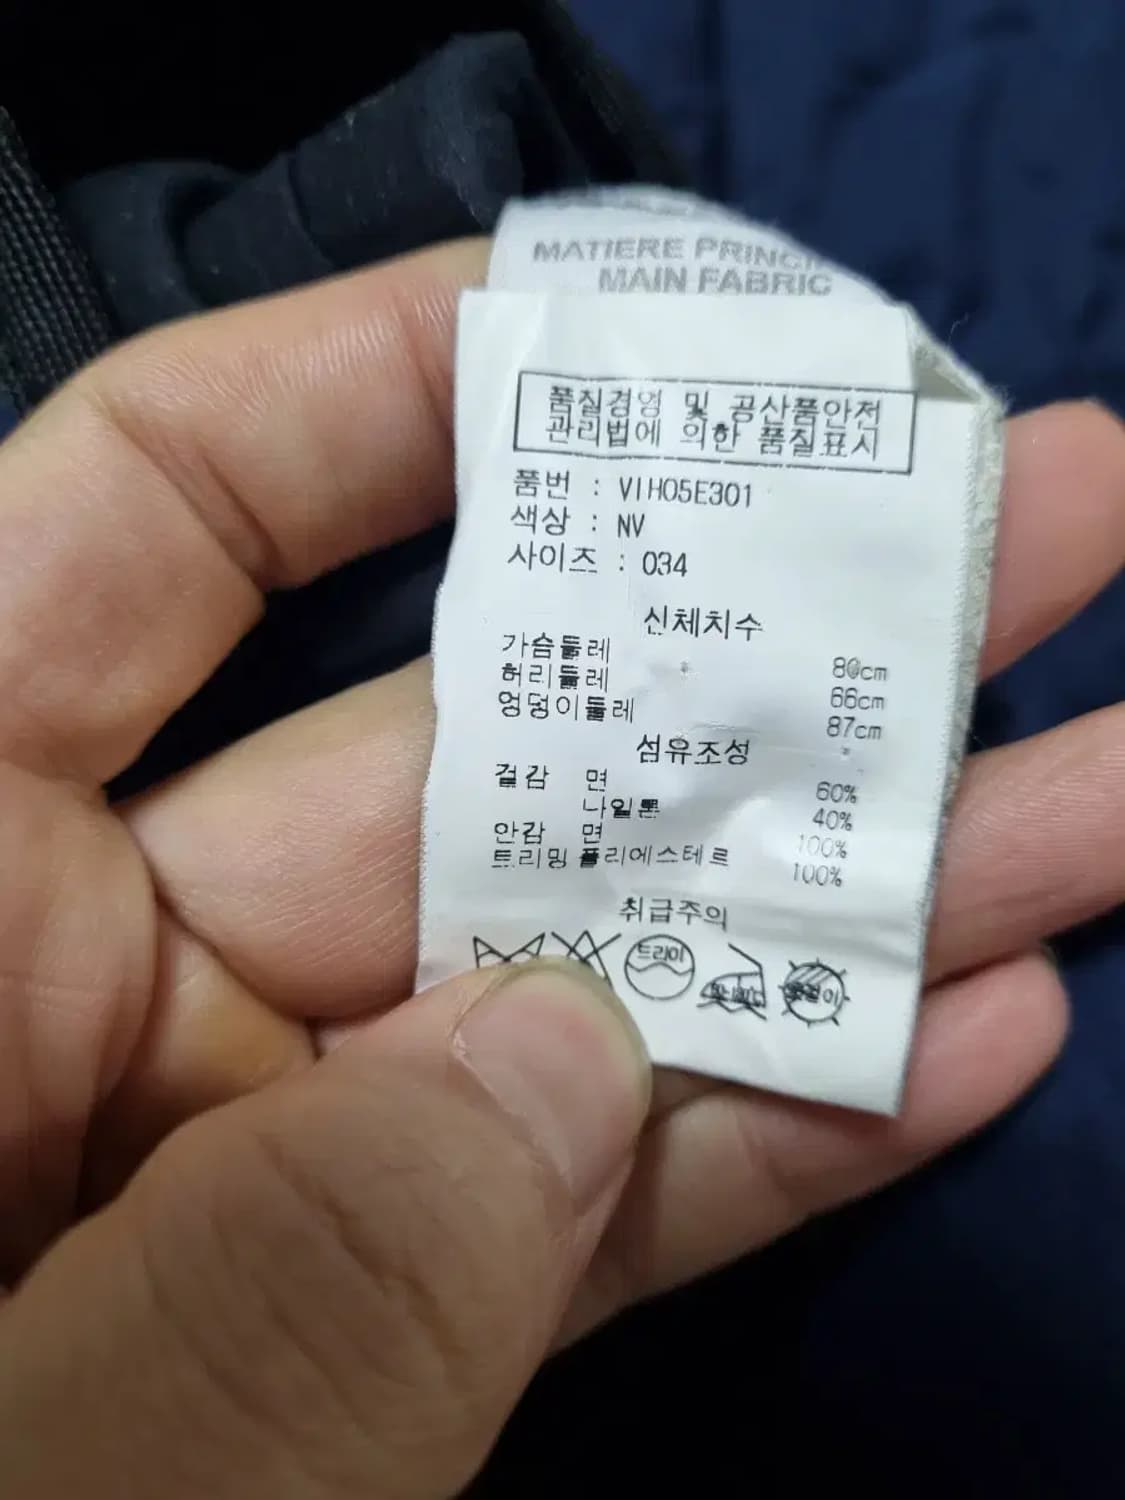 MATIERE PRINCI
MAIN FABRIC
품질경영 및 공산품안전
관리법에 의한 품질표시
품번 : VIH05E301
색상 : NV
사이즈 : 034
신체치수
가슴둘레 80cm
허리둘레 66cm
엉덩이둘레 87cm
섬유조성
겉감 면 60%
나일론 40%
안감 면 100%
트리밍 폴리에스테르 100%
취급주의
드라이